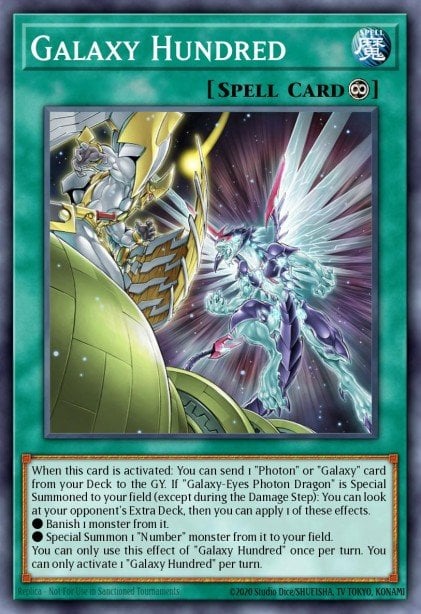 GALAXY HUNDRED
SPELL
魔
[SPELL CARD]
When this card is activated: You can send 1 "Photon" or "Galaxy" card
from your Deck to the GY. If "Galaxy-Eyes Photon Dragon" is Special
Summoned to your field (except during the Damage Step): You can look
at your opponent's Extra Deck, then you can apply 1 of these effects.
● Banish 1 monster from it.
● Special Summon 1 "Number" monster from it to your field.
You can only use this effect of "Galaxy Hundred" once per turn. You
can only activate 1 "Galaxy Hundred" per turn.
Replica - Not For Use in Sanctioned Tournaments
©2020 Studio Dice/SHUEISHA, TV TOKYO, KONAMI